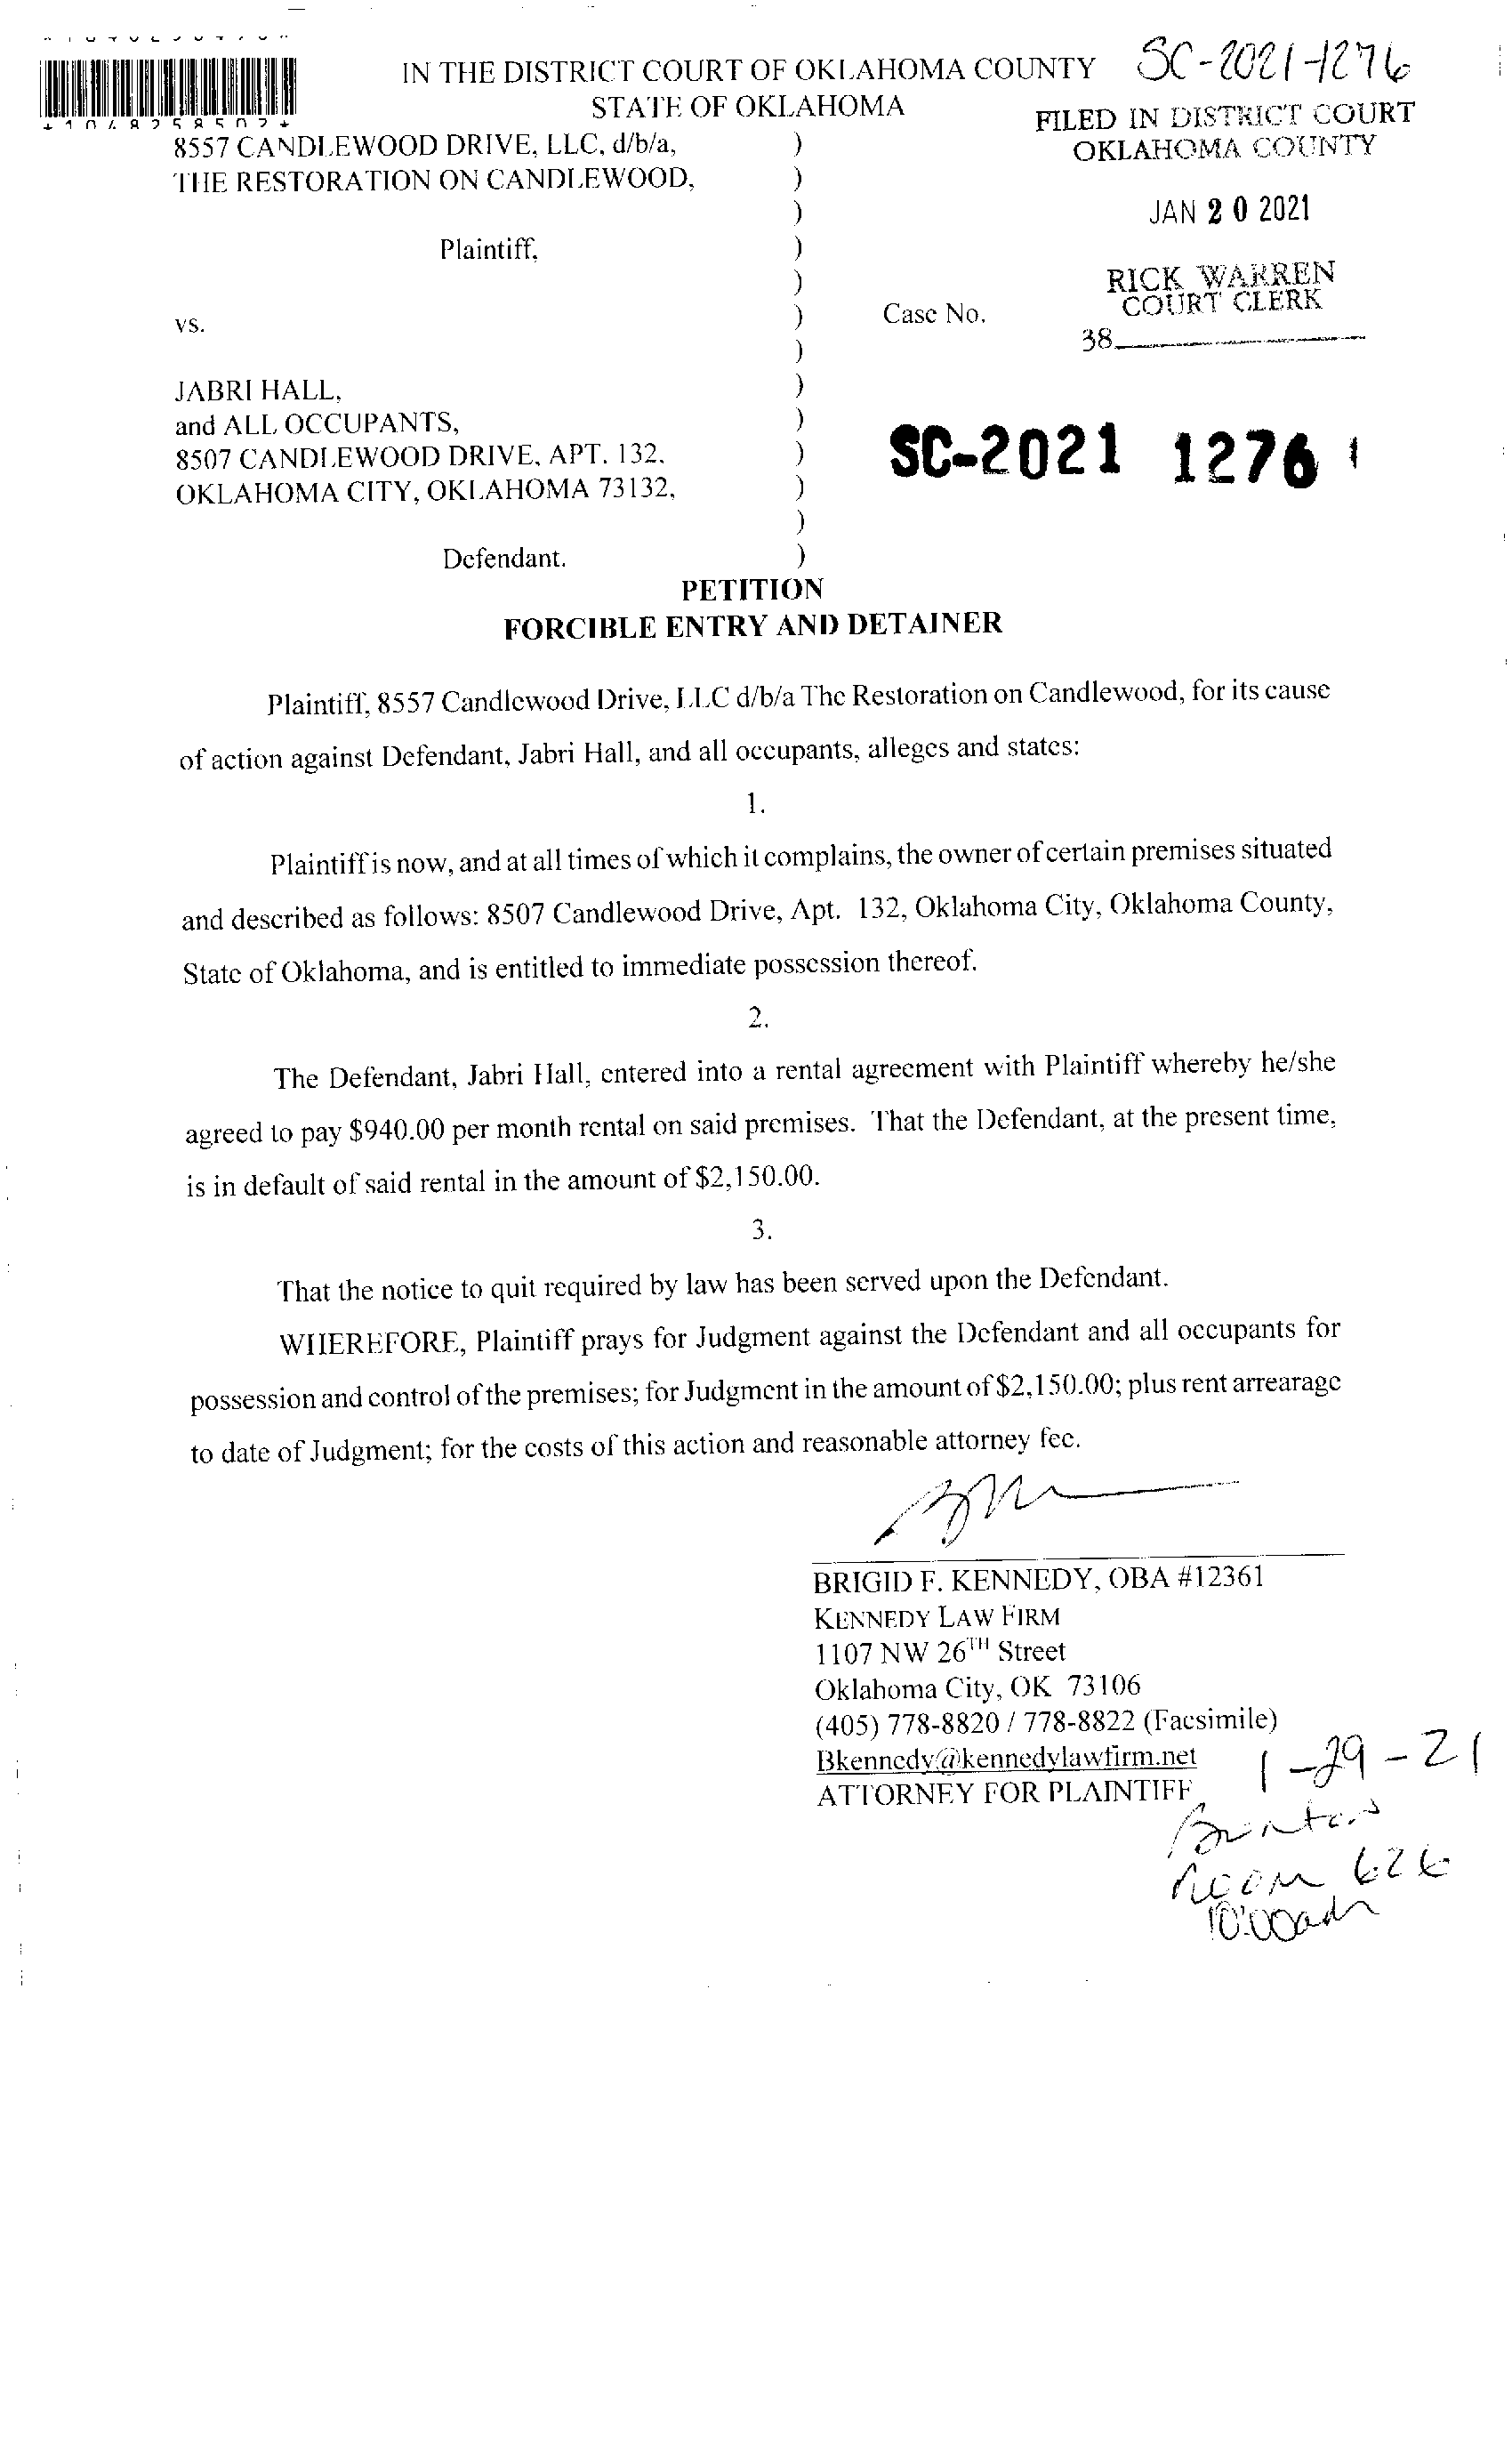 IN THE DISTRICT COURT OF OKLAHOMA COUNTY
STATE OF OKLAHOMA
SC-2021-1276
FILED IN DISTRICT COURT
OKLAHOMA COUNTY
JAN 20 2021
RICK WARREN
COURT CLERK
38
8557 CANDLEWOOD DRIVE, LLC, d/b/a, )
THE RESTORATION ON CANDLEWOOD, )
)
Plaintiff, )
)
vs. ) Case No.
)
JABRI HALL, )
and ALL OCCUPANTS, )
8507 CANDLEWOOD DRIVE, APT. 132, ) SC-2021 1276
OKLAHOMA CITY, OKLAHOMA 73132, )
)
Defendant. )
PETITION
FORCIBLE ENTRY AND DETAINER
Plaintiff, 8557 Candlewood Drive, LLC d/b/a The Restoration on Candlewood, for its cause
of action against Defendant, Jabri Hall, and all occupants, alleges and states:
1.
Plaintiff is now, and at all times of which it complains, the owner of certain premises situated
and described as follows: 8507 Candlewood Drive, Apt. 132, Oklahoma City, Oklahoma County,
State of Oklahoma, and is entitled to immediate possession thereof.
2.
The Defendant, Jabri Hall, entered into a rental agreement with Plaintiff whereby he/she
agreed to pay $940.00 per month rental on said premises. That the Defendant, at the present time,
is in default of said rental in the amount of $2,150.00.
3.
That the notice to quit required by law has been served upon the Defendant.
WHEREFORE, Plaintiff prays for Judgment against the Defendant and all occupants for
possession and control of the premises; for Judgment in the amount of $2,150.00; plus rent arrearage
to date of Judgment; for the costs of this action and reasonable attorney fee.
BRIGID F. KENNEDY, OBA #12361
KENNEDY LAW FIRM
1107 NW 26TH Street
Oklahoma City, OK 73106
(405) 778-8820 / 778-8822 (Facsimile)
Bkennedy@kennedylawfirm.net
ATTORNEY FOR PLAINTIFF
1-29-21
Room 626
10:00am